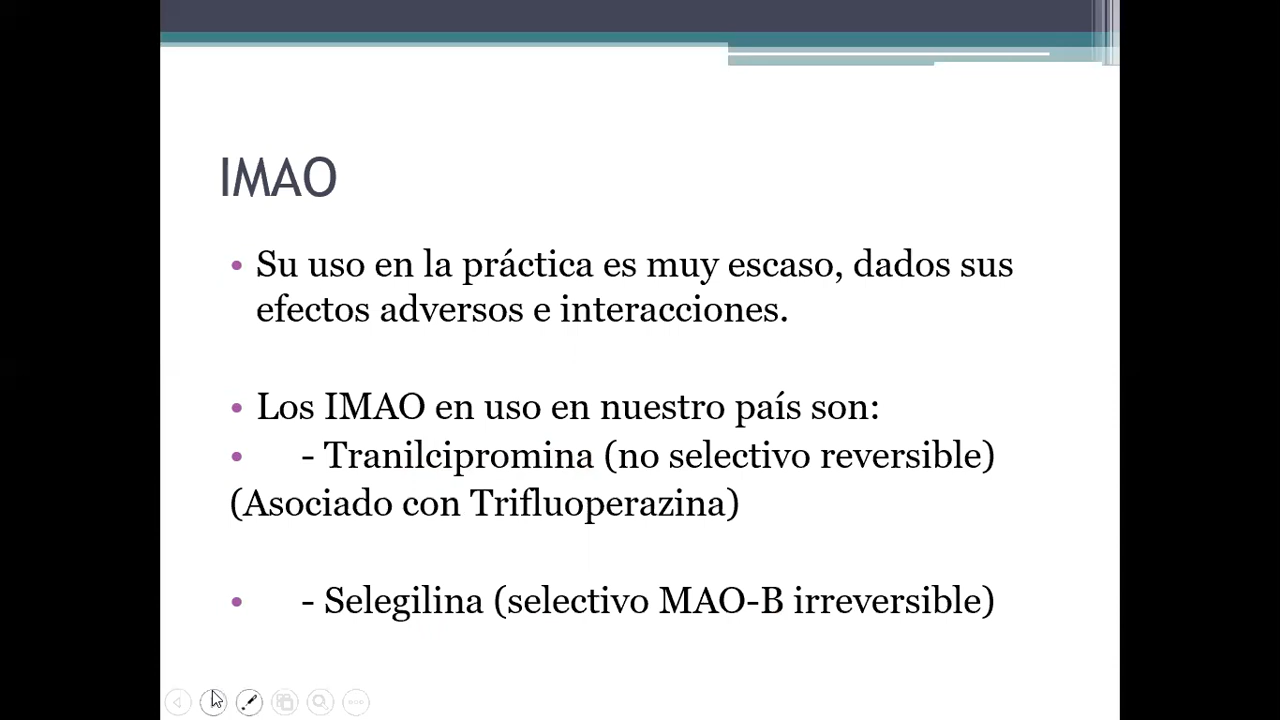 IMAO
• Su uso en la práctica es muy escaso, dados sus
efectos adversos e interacciones.
• Los IMAO en uso en nuestro país son:
• - Tranilcipromina (no selectivo reversible)
(Asociado con Trifluoperazina)
• - Selegilina (selectivo MAO-B irreversible)